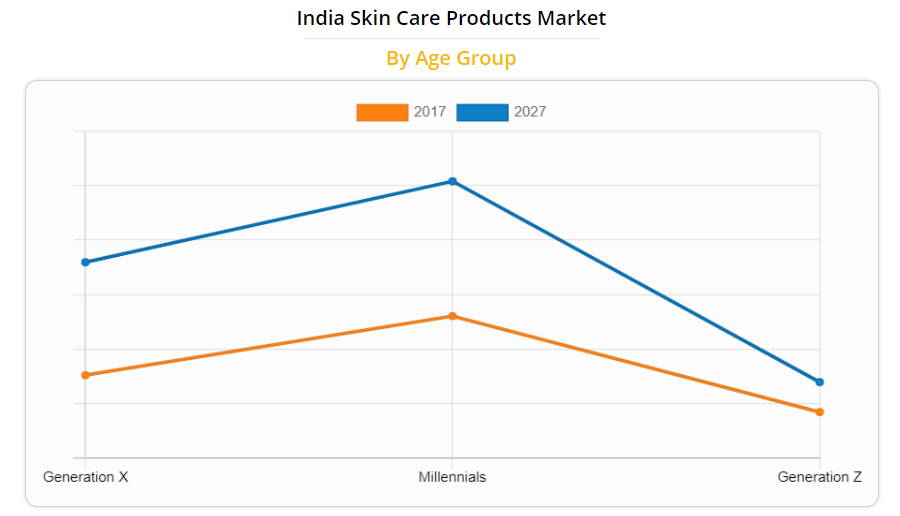 India Skin Care Products Market
By Age Group
2017 2027
Generation X Millennials Generation Z